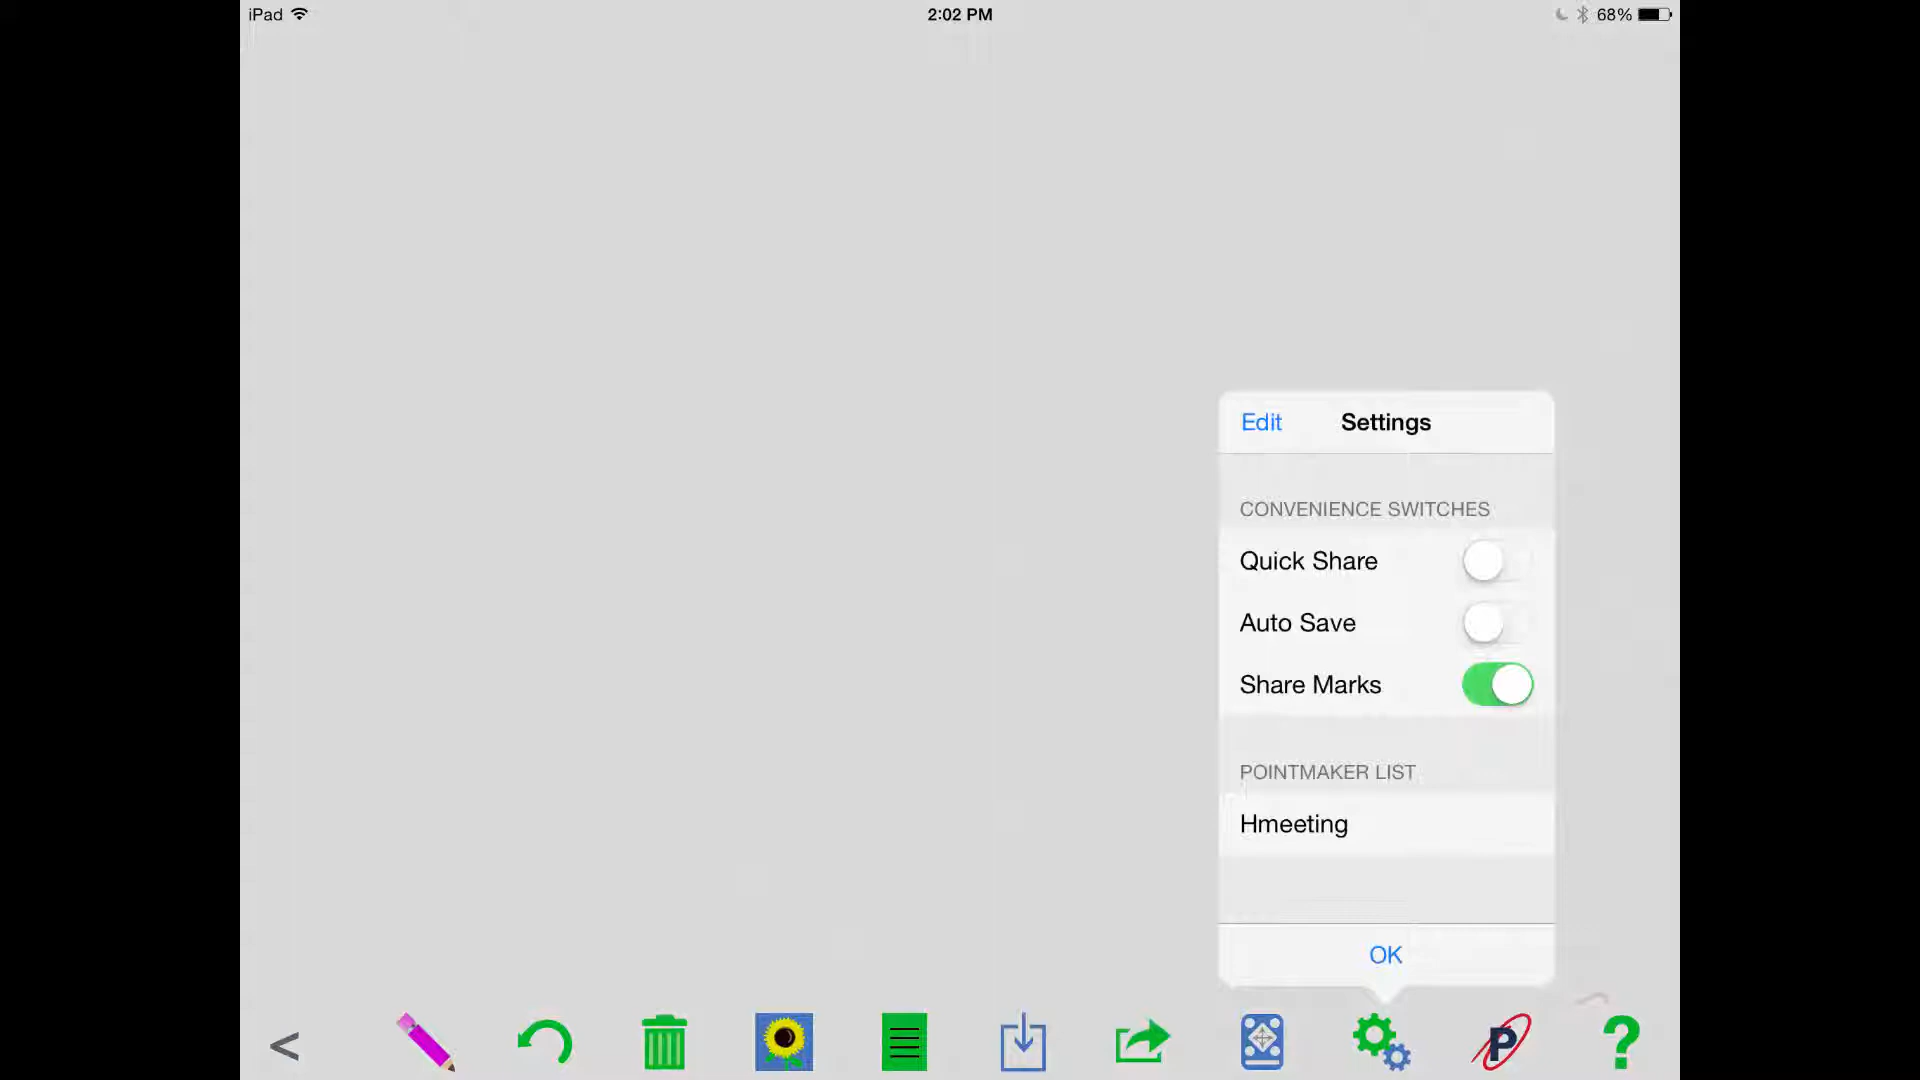 iPad
2:02 PM
68%
Edit
Settings
CONVENIENCE SWITCHES
Quick Share
Auto Save
Share Marks
POINTMAKER LIST
Hmeeting
OK
<
P
?